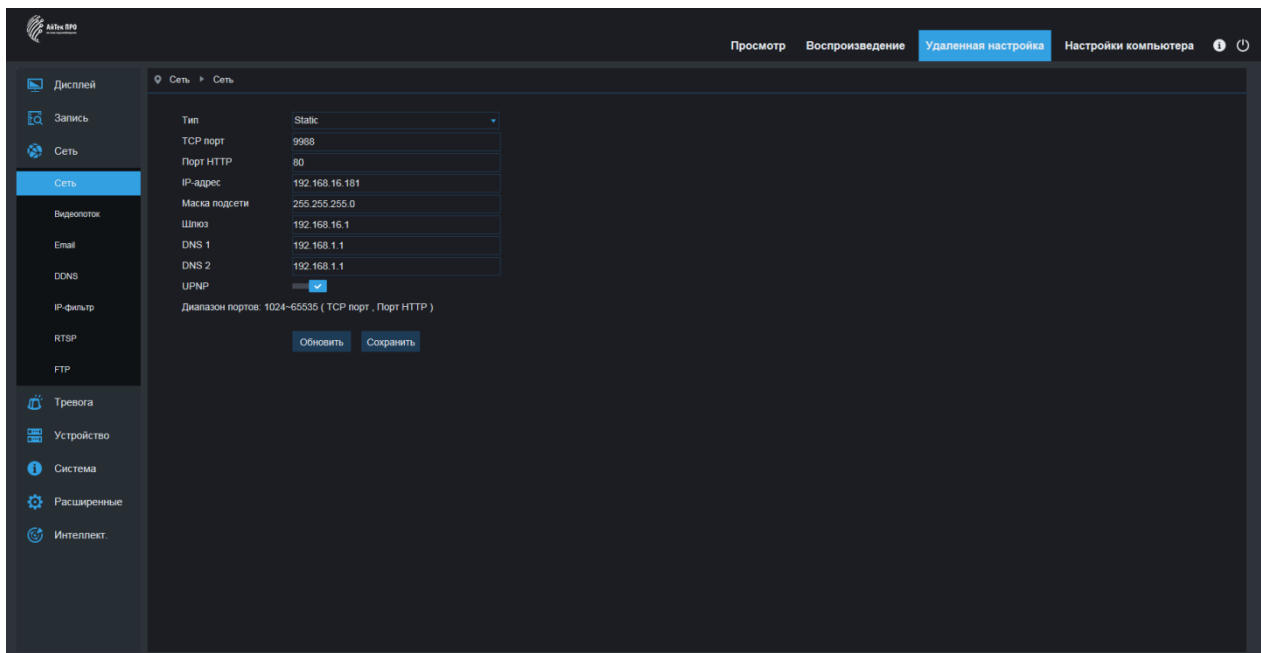 АйТек ПРО
Просмотр Воспроизведение Удаленная настройка Настройки компьютера
Дисплей
Запись
Сеть
Сеть
Видеопоток
Email
DDNS
IP-фильтр
RTSP
FTP
Тревога
Устройство
Система
Расширенные
Интеллект.
Сеть Сеть
Тип Static
TCP порт 9988
Порт HTTP 80
IP-адрес 192.168.16.181
Маска подсети 255.255.255.0
Шлюз 192.168.16.1
DNS 1 192.168.1.1
DNS 2 192.168.1.1
UPNP
Диапазон портов: 1024~65535 ( TCP порт , Порт HTTP )
Обновить Сохранить